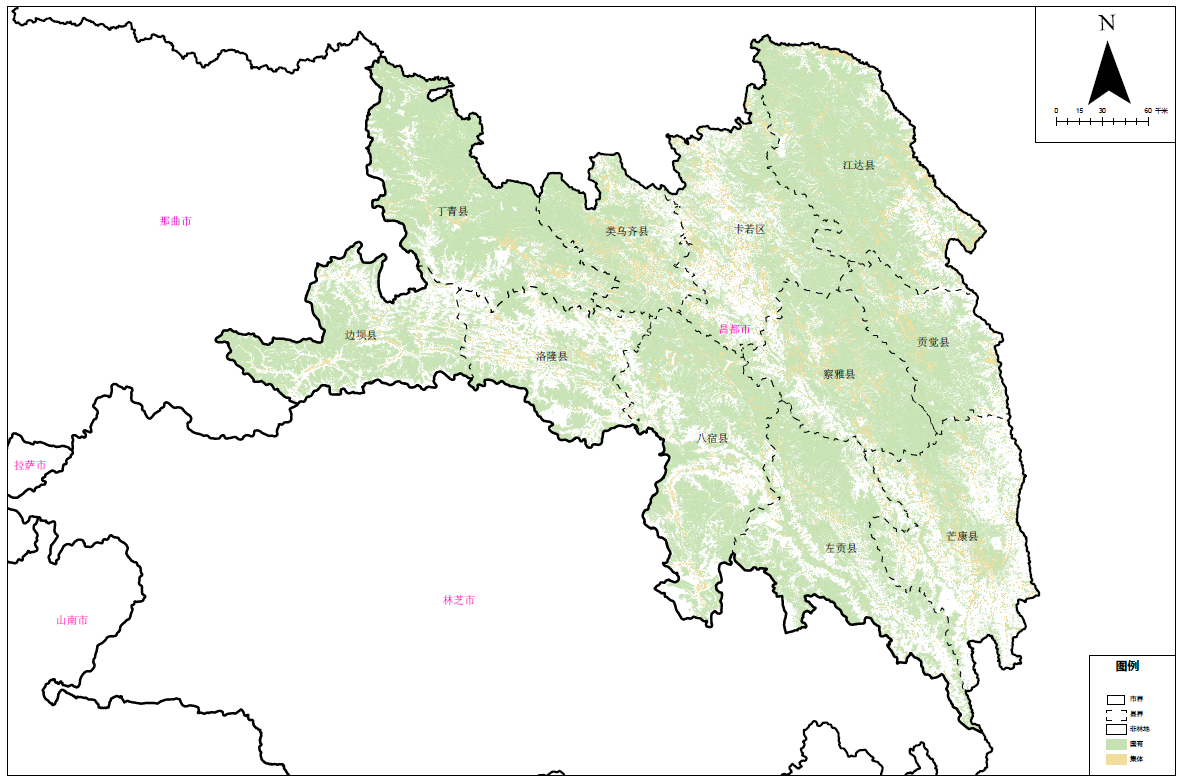 N
0 15 30 60 千米
江达县
丁青县
那曲市
类乌齐县
卡若区
昌都市
边坝县
洛隆县
贡觉县
察雅县
八宿县
拉萨市
芒康县
左贡县
林芝市
山南市
图例
市界
县界
非林地
国有
集体